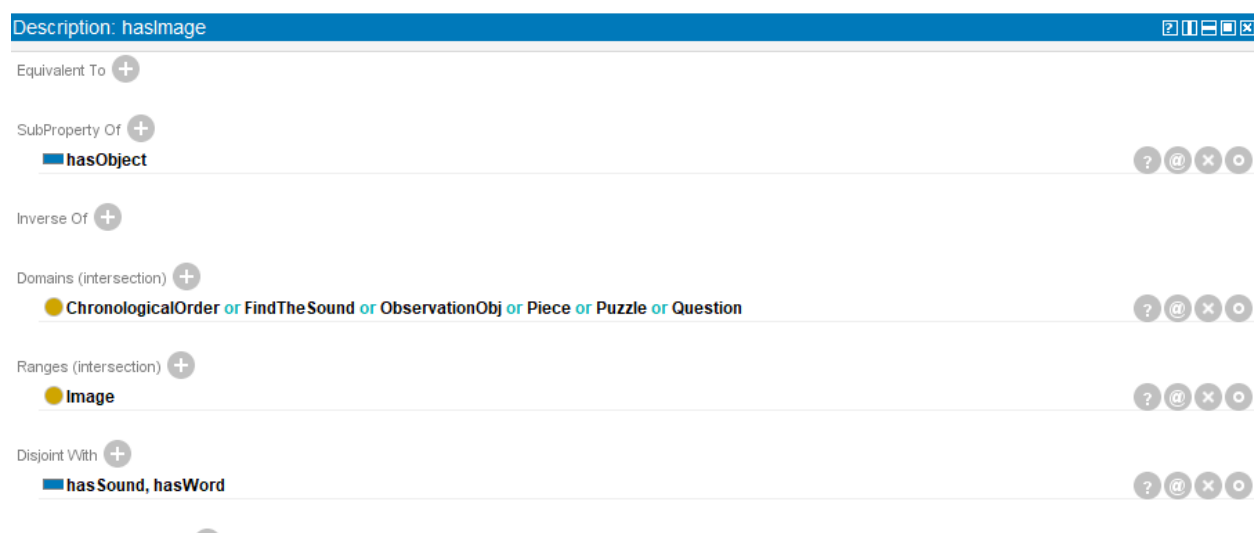 Description: hasImage
Equivalent To
SubProperty Of
hasObject
Inverse Of
Domains (intersection)
ChronologicalOrder or FindTheSound or ObservationObj or Piece or Puzzle or Question
Ranges (intersection)
Image
Disjoint With
hasSound, hasWord